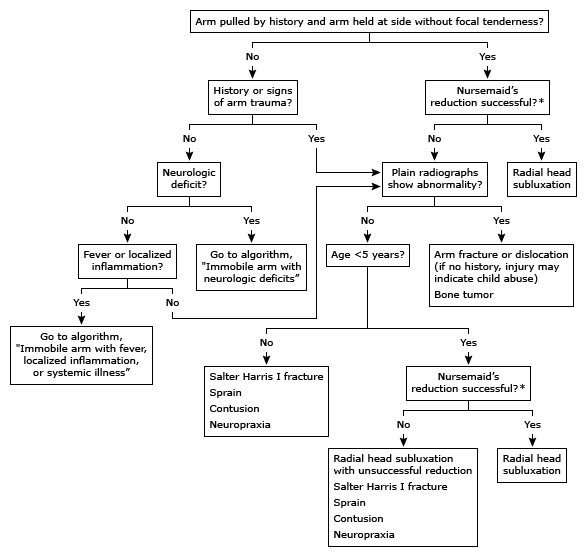 Arm pulled by history and arm held at side without focal tenderness?
No
Yes
History or signs
of arm trauma?
Nursemaid's
reduction successful?*
No
Yes
No
Yes
Neurologic
deficit?
Plain radiographs
show abnormality?
Radial head
subluxation
No
Yes
No
Yes
Fever or localized
inflammation?
Go to algorithm,
"Immobile arm with
neurologic deficits”
Age <5 years?
Arm fracture or dislocation
(if no history, injury may
indicate child abuse)
Bone tumor
Yes
No
Go to algorithm,
"Immobile arm with fever,
localized inflammation,
or systemic illness”
No
Yes
Salter Harris I fracture
Sprain
Contusion
Neuropraxia
Nursemaid's
reduction successful?*
No
Yes
Radial head subluxation
with unsuccessful reduction
Salter Harris I fracture
Sprain
Contusion
Neuropraxia
Radial head
subluxation